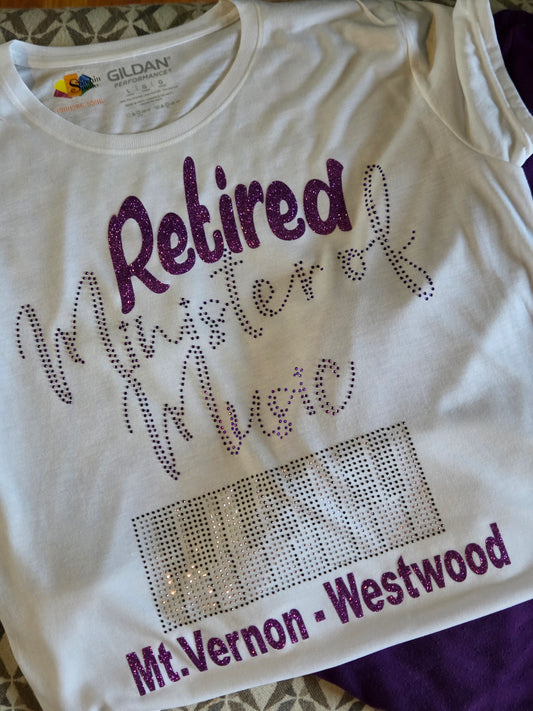 GILDAN
PERFORMANCE
Retired
Minister of
Music
Mt.Vernon - Westwood